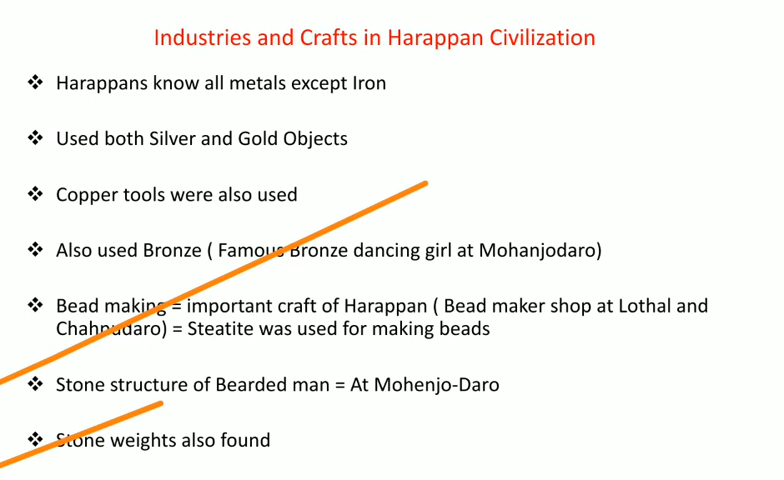 Industries and Crafts in Harappan Civilization
❖ Harappans know all metals except Iron
❖ Used both Silver and Gold Objects
❖ Copper tools were also used
❖ Also used Bronze ( Famous Bronze dancing girl at Mohanjodaro)
❖ Bead making = important craft of Harappan ( Bead maker shop at Lothal and
Chahnudaro) = Steatite was used for making beads
❖ Stone structure of Bearded man = At Mohenjo-Daro
❖ Stone weights also found